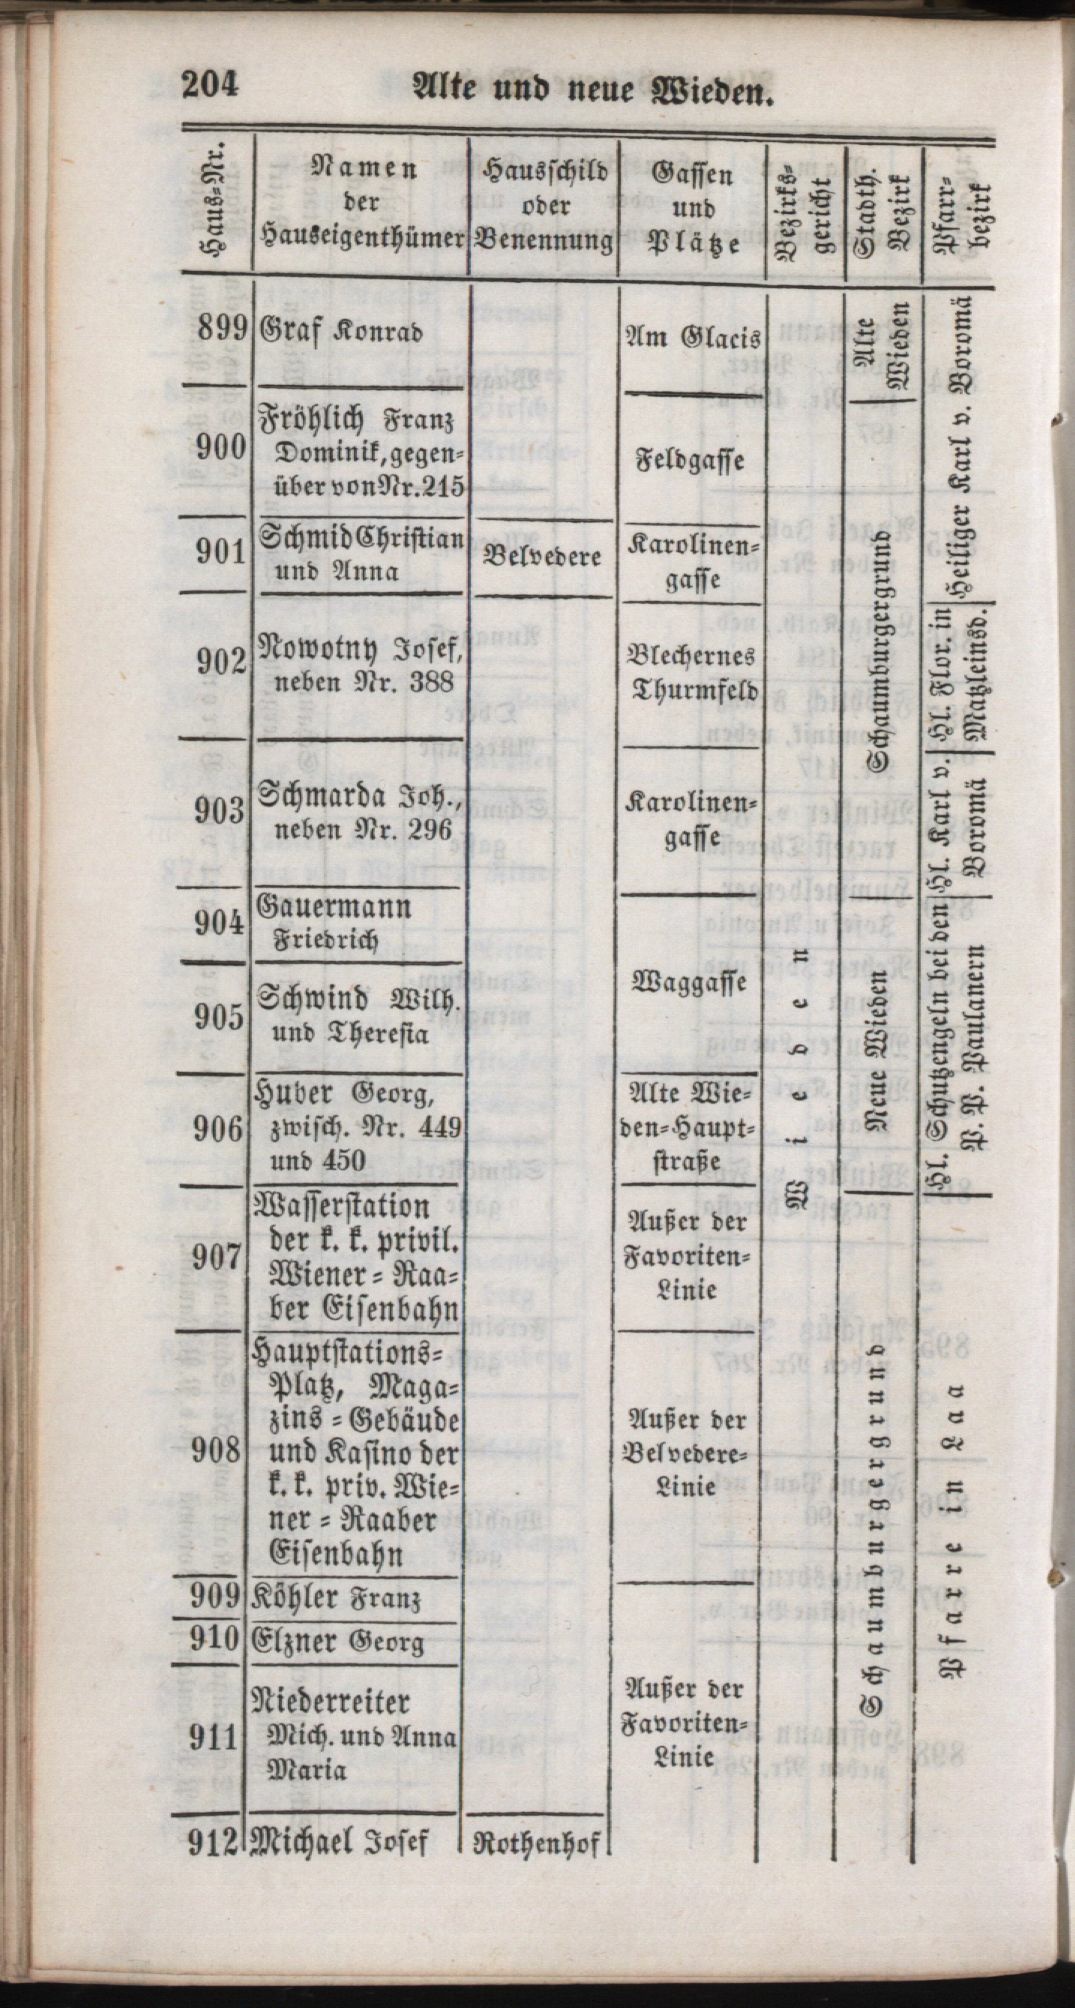 204
Alte und neue Wieden.
Haus-Nr.
Namen
der
Hauseigenthümer
Hausschild
oder
Benennung
Gassen
und
Plätze
Bezirks-
gericht
Stadth.
Bezirk
Pfarr-
bezirk
899
Graf Konrad
Am Glacis
900
Fröhlich Franz
Dominik, gegen-
über von Nr. 215
Feldgasse
901
Schmid Christian
und Anna
Belvedere
Karolinen-
gasse
902
Nowotny Josef,
neben Nr. 388
Blechernes
Thurmfeld
903
Schmarda Joh.,
neben Nr. 296
Karolinen-
gasse
904
Gauermann
Friedrich
905
Schwind Wilh.
und Theresia
Waggasse
906
Huber Georg,
zwisch. Nr. 449
und 450
Alte Wie-
den-Haupt-
straße
907
Wasserstation
der k. k. privil.
Wiener-Raa-
ber Eisenbahn
Außer der
Favoriten-
Linie
908
Hauptstations-
Platz, Maga-
zins-Gebäude
und Kasino der
k. k. priv. Wie-
ner-Raaber
Eisenbahn
Außer der
Belvedere-
Linie
909
Köhler Franz
910
Elzner Georg
911
Niederreiter
Mich. und Anna
Maria
Außer der
Favoriten-
Linie
912
Michael Josef
Rothenhof
Wieden
Alte
Wieden
Schaumburgergrund
Neue Wieden
Schaumburgergrund
Heiliger Karl v. Boromä
Hl. Flor. in
Matzleinsd.
Hl. Karl v.
Boromä
Hl. Schutzengeln bei den
P. P. Paulanern
Pfarre in Laa